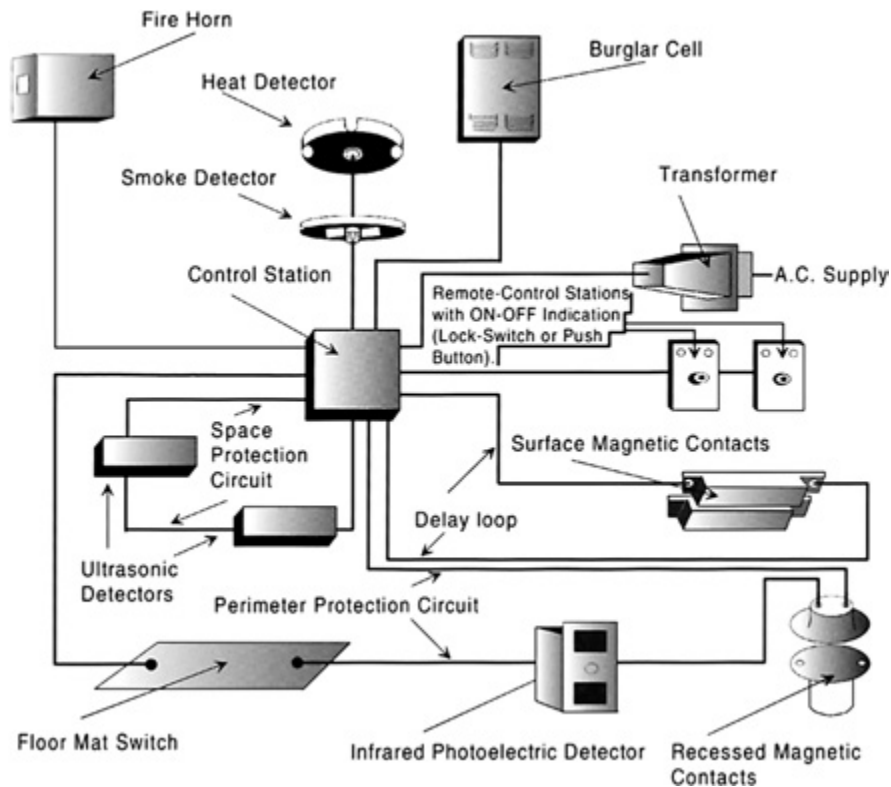 Fire Horn
Burglar Cell
Heat Detector
Smoke Detector
Transformer
Control Station
A.C. Supply
Remote-Control Stations
with ON-OFF Indication
(Lock-Switch or Push
Button).
Space
Protection
Circuit
Surface Magnetic Contacts
Delay loop
Ultrasonic
Detectors
Perimeter Protection Circuit
Floor Mat Switch
Infrared Photoelectric Detector
Recessed Magnetic
Contacts